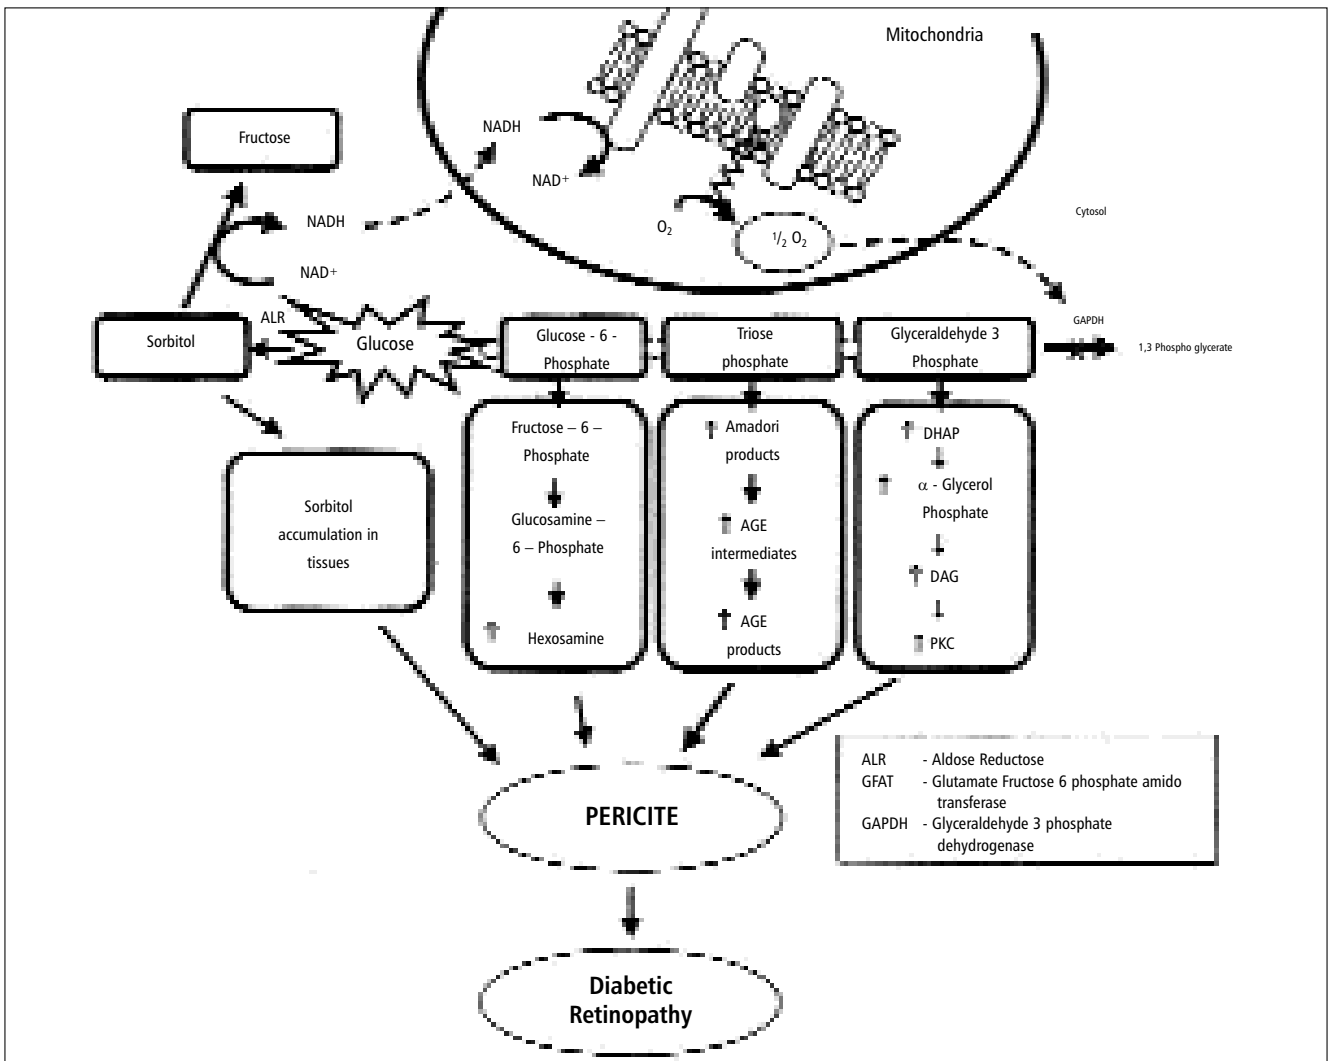 Mitochondria
Fructose
NADH
NAD+
O2
1/2 O2
Cytosol
NADH
NAD+
ALR
Sorbitol
Glucose
Glucose - 6 -
Phosphate
Triose
phosphate
Glyceraldehyde 3
Phosphate
GAPDH
1,3 Phospho glycerate
Sorbitol
accumulation in
tissues
Fructose – 6 –
Phosphate
Glucosamine –
6 – Phosphate
Hexosamine
Amadori
products
AGE
intermediates
AGE
products
DHAP
α - Glycerol
Phosphate
DAG
PKC
PERICITE
Diabetic
Retinopathy
ALR - Aldose Reductose
GFAT - Glutamate Fructose 6 phosphate amido
transferase
GAPDH - Glyceraldehyde 3 phosphate
dehydrogenase